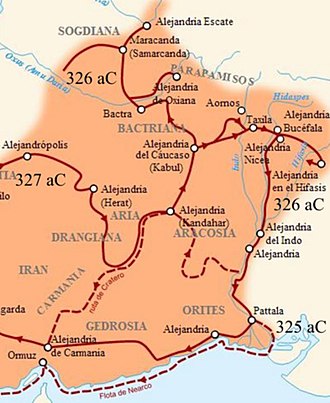 SOGDIANA
Alejandría Escate
Maracanda
(Samarcanda)
Oxus (Amu Daria)
326 aC
PARAPAMISOS
Alejandría
de Oxiana
Bactra
Aornos
Hidaspes
BACTRIANA
Taxila
Alejandría
Bucéfala
Alejandrópolis
Alejandría
del Cáucaso
(Kabul)
Indo
Alejandría
Nicea
Alejandría
en el Hífasis
Hífasis
327 aC
Alejandría
(Herat)
ARIA
Alejandría
(Kandahar)
326 aC
DRANGIANA
ARACOSIA
Alejandría
del Indo
Alejandría
IRAN
CARMANIA
ruta de Crátero
ORITES
Pattala
GEDROSIA
Alejandría
325 aC
Alejandría
de Carmania
Ormuz
Flota de Nearco